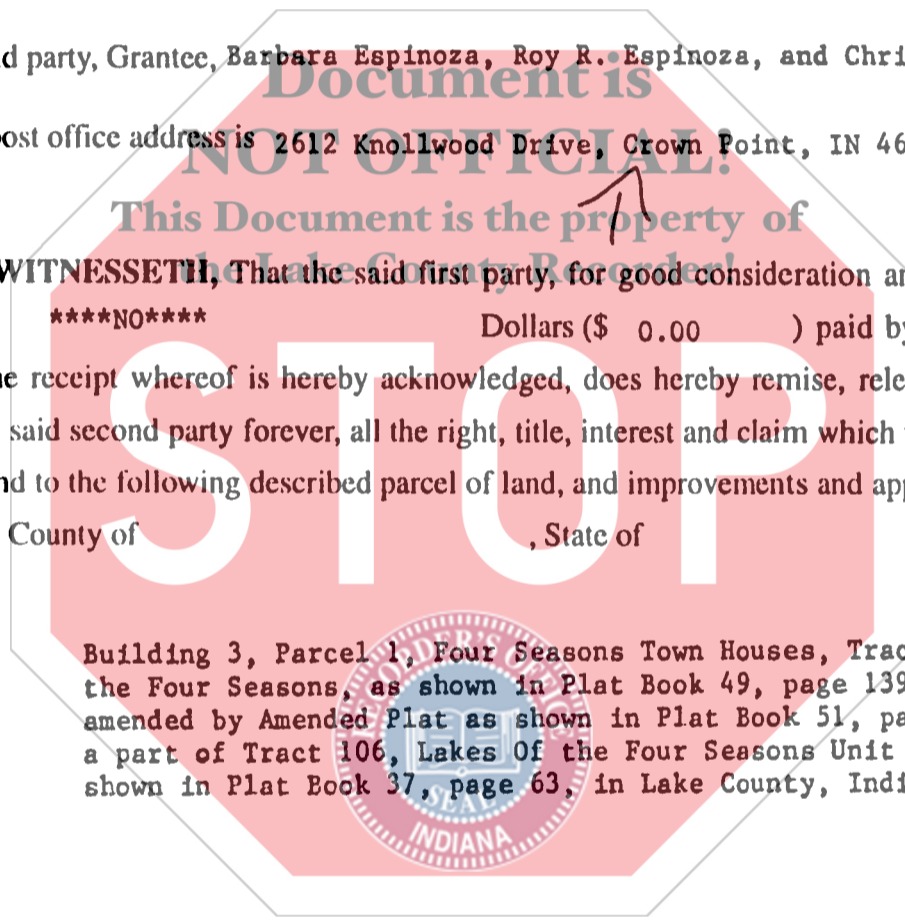 d party, Grantee, Barbara Espinoza, Roy R. Espinoza, and Chri
Document is
ost office address is 2612 Knollwood Drive, Crown Point, IN 46
NOT OFFICIAL!
This Document is the property of
the Lake County Recorder!
WITNESSETH, That the said first party, for good consideration an
****NO**** Dollars ($ 0.00 ) paid by
e receipt whereof is hereby acknowledged, does hereby remise, rele
said second party forever, all the right, title, interest and claim which
nd to the following described parcel of land, and improvements and app
County of , State of
STOP
Building 3, Parcel 1, Four Seasons Town Houses, Trac
the Four Seasons, as shown in Plat Book 49, page 139
amended by Amended Plat as shown in Plat Book 51, pa
a part of Tract 106, Lakes Of the Four Seasons Unit
shown in Plat Book 37, page 63, in Lake County, Indi
RECORDER'S OFFICE
SEAL
INDIANA